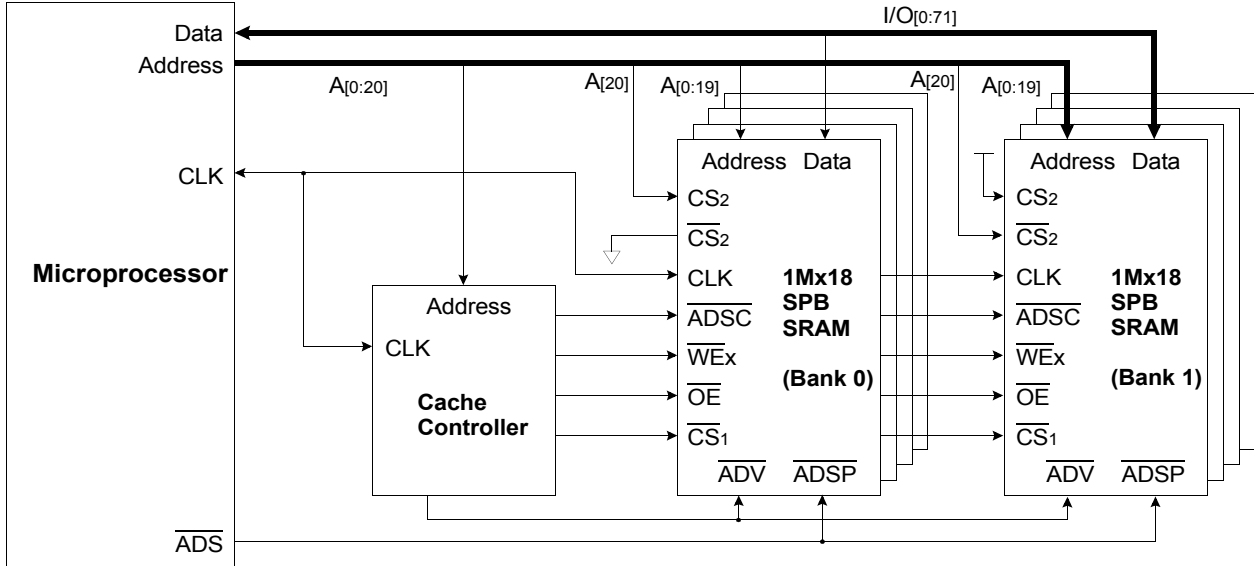 I/O[0:71]
Data
Address
A[0:20]
A[20]
A[0:19]
A[20]
A[0:19]
CLK
Microprocessor
ADS
Address
CLK
Cache
Controller
Address Data
CS2
CS2
CLK
ADSC
WEx
OE
CS1
ADV ADSP
1Mx18
SPB
SRAM
(Bank 0)
Address Data
CS2
CS2
CLK
ADSC
WEx
OE
CS1
ADV ADSP
1Mx18
SPB
SRAM
(Bank 1)